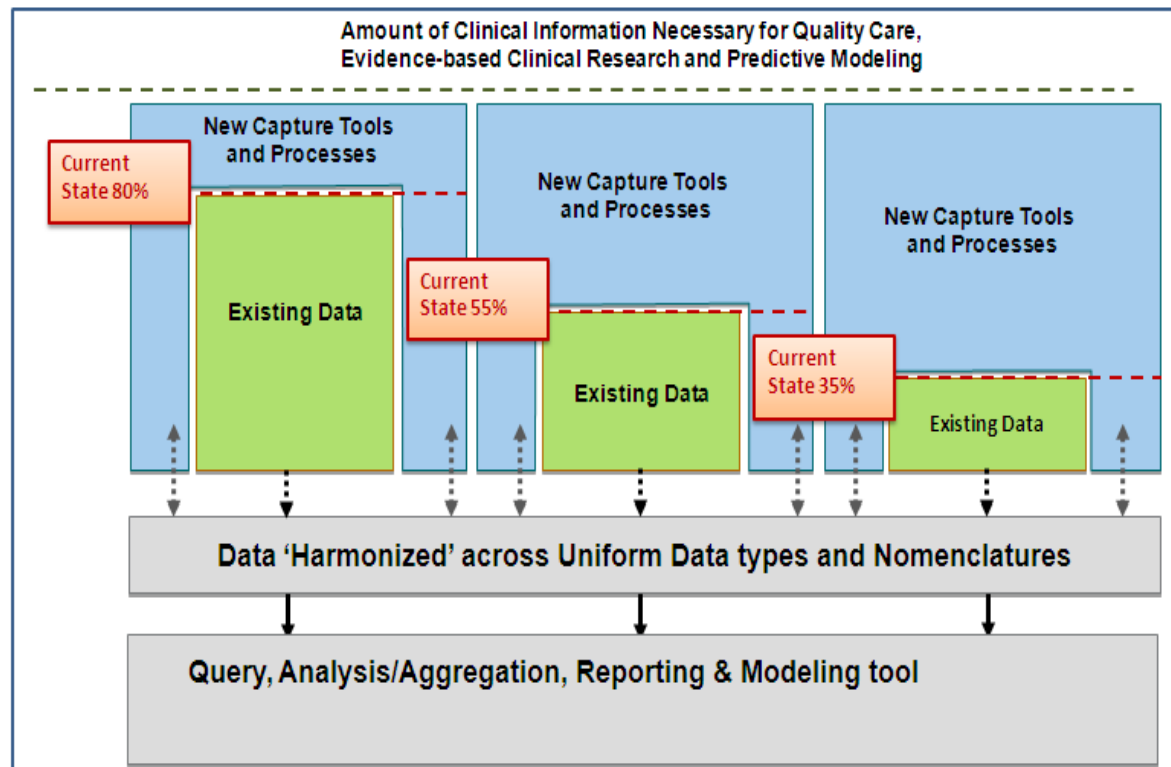 Amount of Clinical Information Necessary for Quality Care,
Evidence-based Clinical Research and Predictive Modeling
New Capture Tools
and Processes
Current
State 80%
Existing Data
New Capture Tools
and Processes
Current
State 55%
Existing Data
New Capture Tools
and Processes
Current
State 35%
Existing Data
Data ‘Harmonized’ across Uniform Data types and Nomenclatures
Query, Analysis/Aggregation, Reporting & Modeling tool